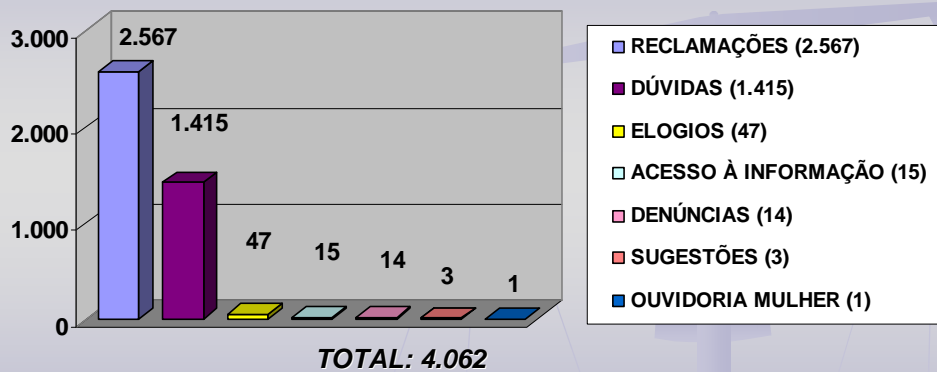 3.000
2.000
1.000
0
2.567
1.415
47
15
14
3
1
TOTAL: 4.062
RECLAMAÇÕES (2.567)
DÚVIDAS (1.415)
ELOGIOS (47)
ACESSO À INFORMAÇÃO (15)
DENÚNCIAS (14)
SUGESTÕES (3)
OUVIDORIA MULHER (1)